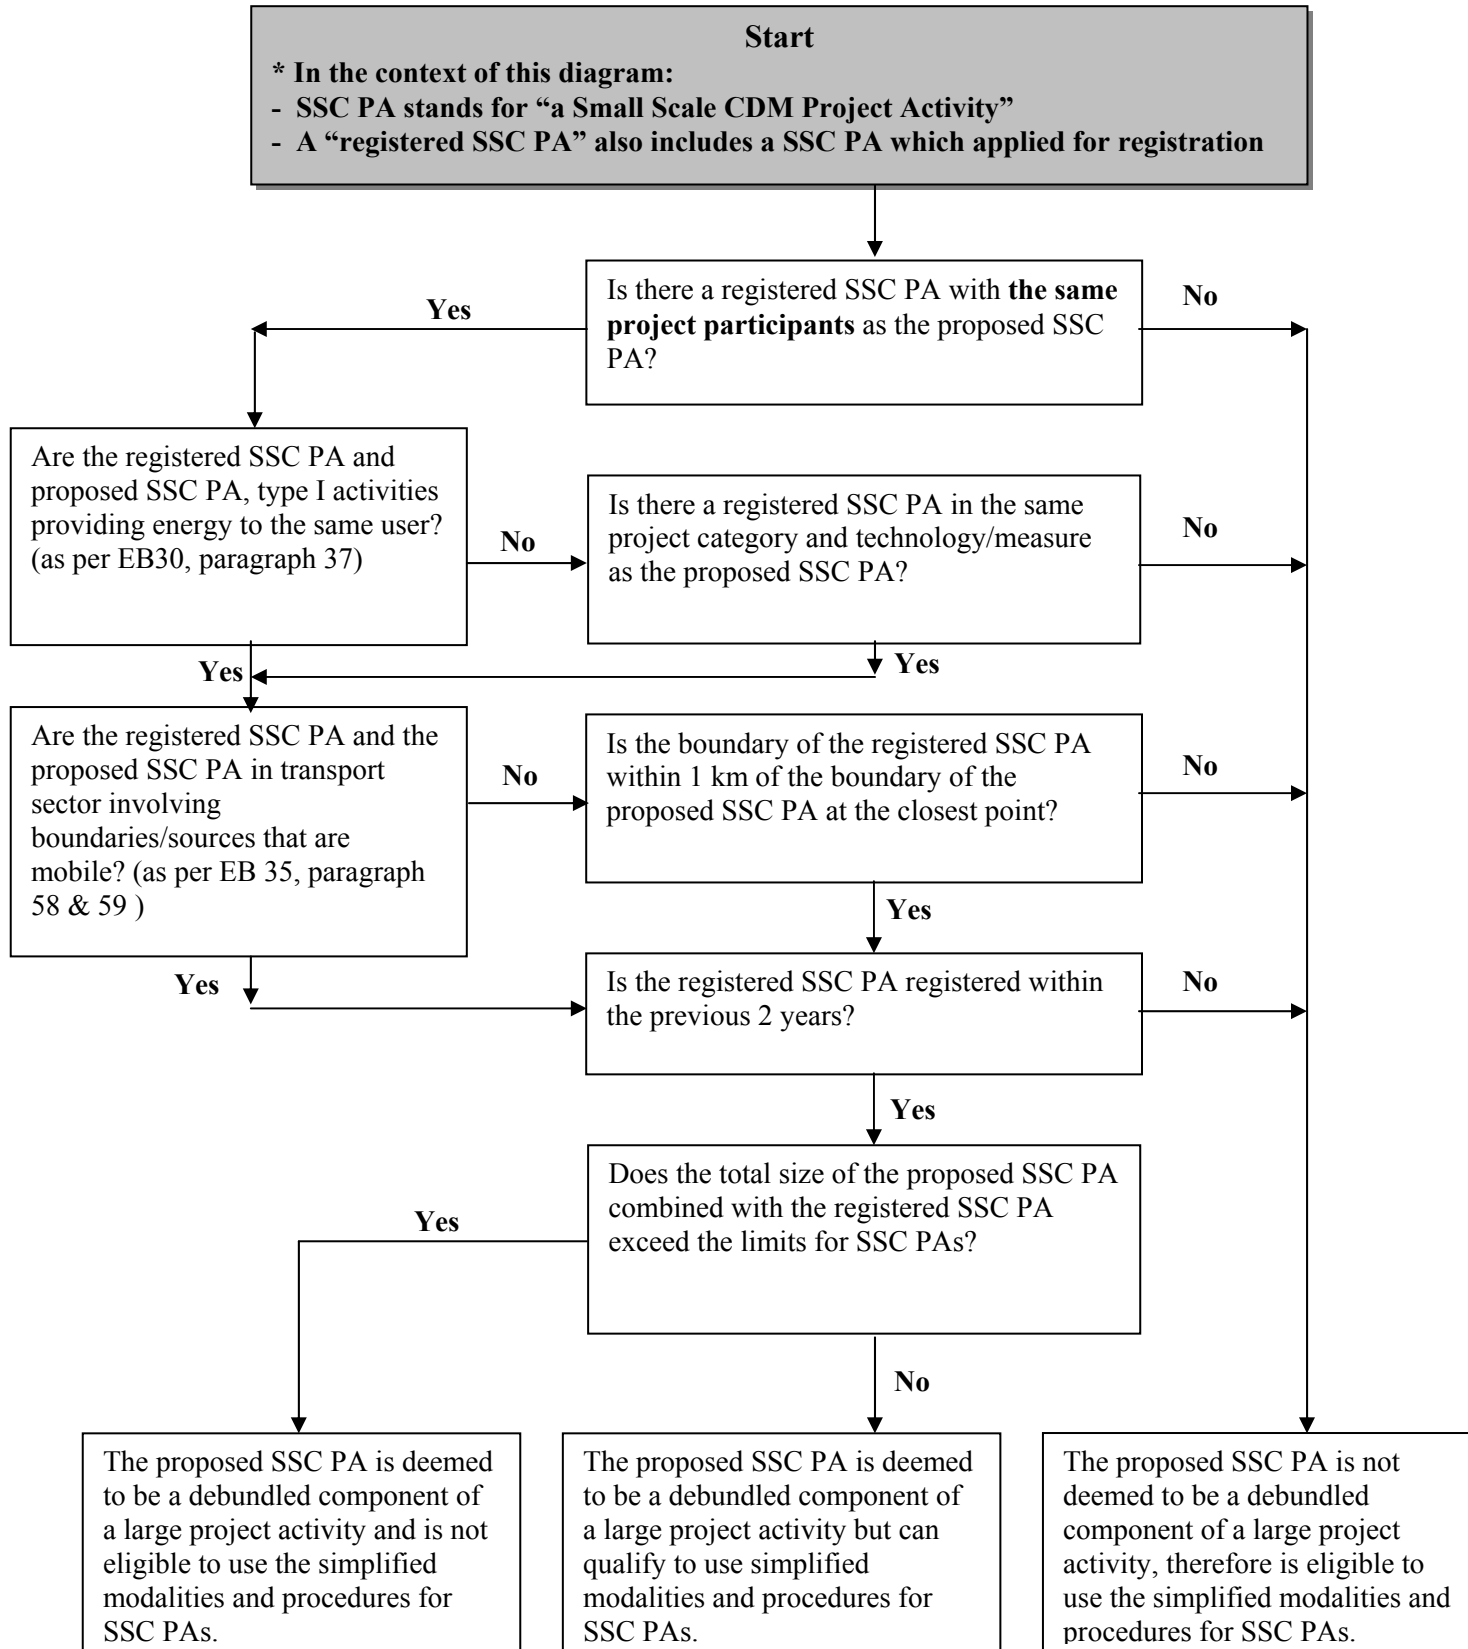 Start
* In the context of this diagram:
- SSC PA stands for “a Small Scale CDM Project Activity”
- A “registered SSC PA” also includes a SSC PA which applied for registration
Is there a registered SSC PA with the same
project participants as the proposed SSC
PA?
Yes
No
Are the registered SSC PA and
proposed SSC PA, type I activities
providing energy to the same user?
(as per EB30, paragraph 37)
No
Is there a registered SSC PA in the same
project category and technology/measure
as the proposed SSC PA?
No
Yes
Yes
Are the registered SSC PA and the
proposed SSC PA in transport
sector involving
boundaries/sources that are
mobile? (as per EB 35, paragraph
58 & 59 )
No
Is the boundary of the registered SSC PA
within 1 km of the boundary of the
proposed SSC PA at the closest point?
No
Yes
Yes
Is the registered SSC PA registered within
the previous 2 years?
No
Yes
Does the total size of the proposed SSC PA
combined with the registered SSC PA
exceed the limits for SSC PAs?
Yes
No
The proposed SSC PA is deemed
to be a debundled component of
a large project activity and is not
eligible to use the simplified
modalities and procedures for
SSC PAs.
The proposed SSC PA is deemed
to be a debundled component of
a large project activity but can
qualify to use simplified
modalities and procedures for
SSC PAs.
The proposed SSC PA is not
deemed to be a debundled
component of a large project
activity, therefore is eligible to
use the simplified modalities and
procedures for SSC PAs.